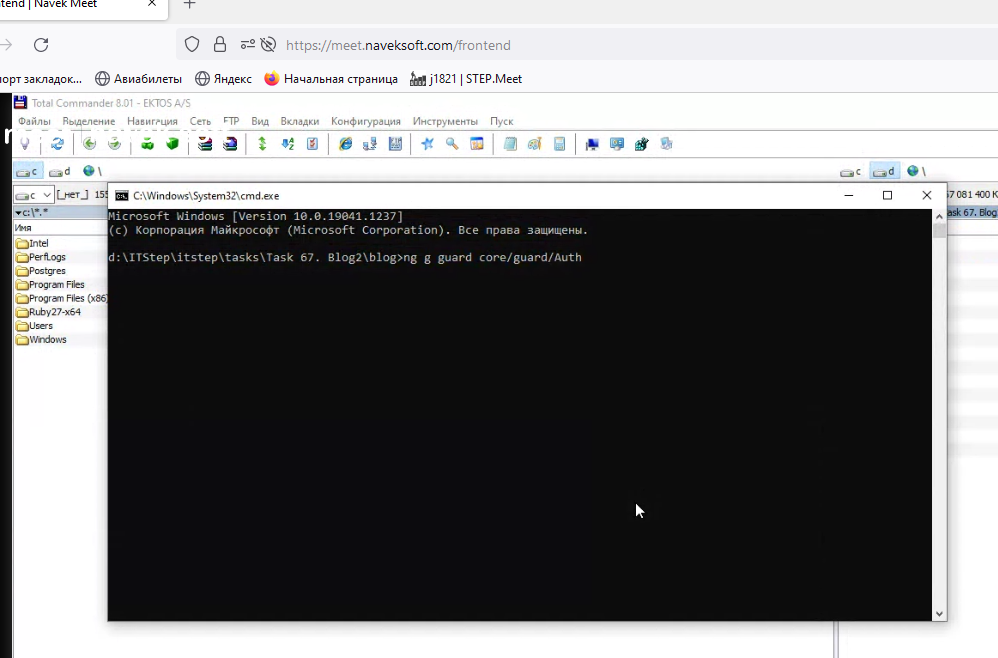 ntend | Navek Meet
https://meet.naveksoft.com/frontend
порт закладок... Авиабилеты Яндекс Начальная страница j1821 | STEP.Meet
Total Commander 8.01 - EKTOS A/S
Файлы Выделение Навигация Сеть FTP Вид Вкладки Конфигурация Инструменты Пуск
c d \ c d \
c [_нет_] 155 57 081 400 K
c:\*.* ask 67. Blog
Имя
Intel
PerfLogs
Postgres
Program Files
Program Files (x86)
Ruby27-x64
Users
Windows
C:\Windows\System32\cmd.exe
Microsoft Windows [Version 10.0.19041.1237]
(c) Корпорация Майкрософт (Microsoft Corporation). Все права защищены.
d:\ITStep\itstep\tasks\Task 67. Blog2\blog>ng g guard core/guard/Auth